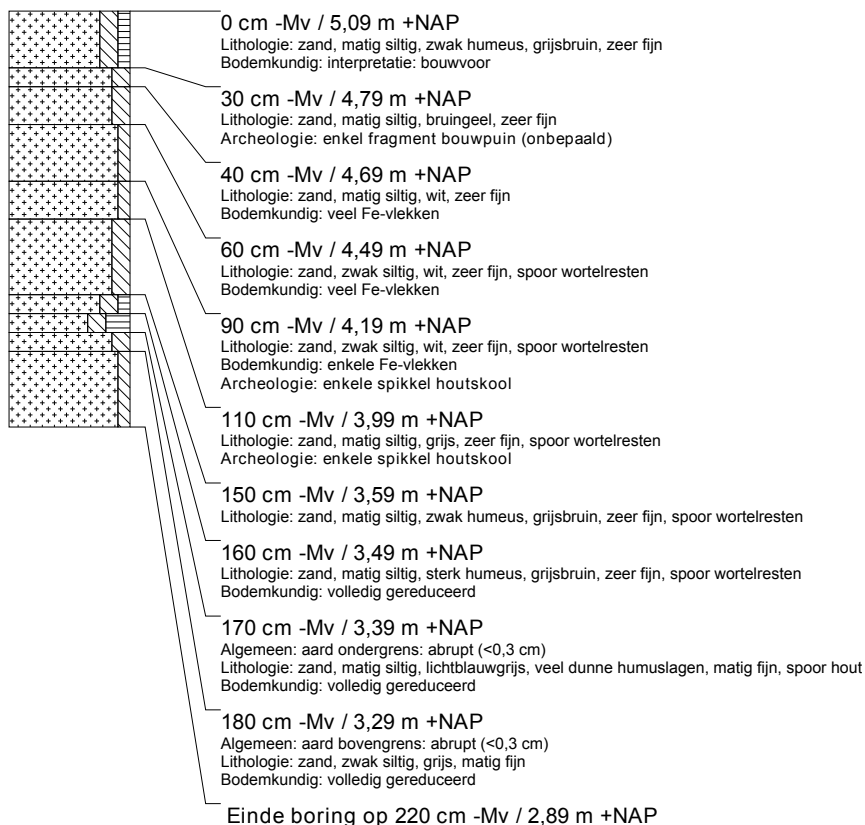 0 cm -Mv / 5,09 m +NAP
Lithologie: zand, matig siltig, zwak humeus, grijsbruin, zeer fijn
Bodemkundig: interpretatie: bouwvoor
30 cm -Mv / 4,79 m +NAP
Lithologie: zand, matig siltig, bruingeel, zeer fijn
Archeologie: enkel fragment bouwpuin (onbepaald)
40 cm -Mv / 4,69 m +NAP
Lithologie: zand, matig siltig, wit, zeer fijn
Bodemkundig: veel Fe-vlekken
60 cm -Mv / 4,49 m +NAP
Lithologie: zand, zwak siltig, wit, zeer fijn, spoor wortelresten
Bodemkundig: veel Fe-vlekken
90 cm -Mv / 4,19 m +NAP
Lithologie: zand, zwak siltig, wit, zeer fijn, spoor wortelresten
Bodemkundig: enkele Fe-vlekken
Archeologie: enkele spikkel houtskool
110 cm -Mv / 3,99 m +NAP
Lithologie: zand, matig siltig, grijs, zeer fijn, spoor wortelresten
Archeologie: enkele spikkel houtskool
150 cm -Mv / 3,59 m +NAP
Lithologie: zand, matig siltig, zwak humeus, grijsbruin, zeer fijn, spoor wortelresten
160 cm -Mv / 3,49 m +NAP
Lithologie: zand, matig siltig, sterk humeus, grijsbruin, zeer fijn, spoor wortelresten
Bodemkundig: volledig gereduceerd
170 cm -Mv / 3,39 m +NAP
Algemeen: aard ondergrens: abrupt (<0,3 cm)
Lithologie: zand, matig siltig, lichtblauwgrijs, veel dunne humuslagen, matig fijn, spoor hout
Bodemkundig: volledig gereduceerd
180 cm -Mv / 3,29 m +NAP
Algemeen: aard bovengrens: abrupt (<0,3 cm)
Lithologie: zand, zwak siltig, grijs, matig fijn
Bodemkundig: volledig gereduceerd
Einde boring op 220 cm -Mv / 2,89 m +NAP